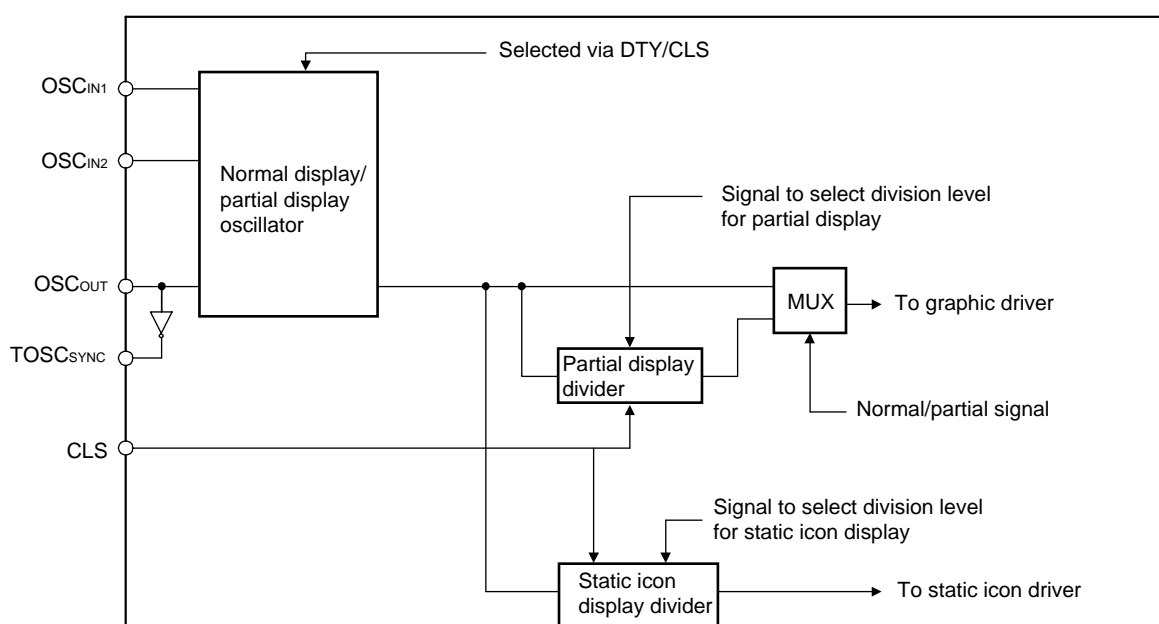 Selected via DTY/CLS
OSCIN1
OSCIN2
Normal display/
partial display
oscillator
Signal to select division level
for partial display
OSCOUT
MUX
To graphic driver
TOSCSYNC
Partial display
divider
Normal/partial signal
CLS
Signal to select division level
for static icon display
Static icon
display divider
To static icon driver